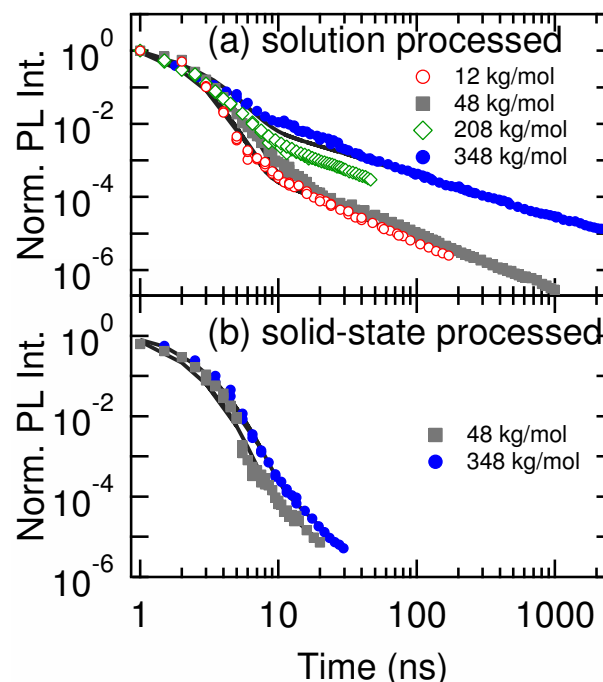 (a) solution processed
12 kg/mol
48 kg/mol
208 kg/mol
348 kg/mol
Norm. PL Int.
10^0
10^-2
10^-4
10^-6
(b) solid-state processed
48 kg/mol
348 kg/mol
Norm. PL Int.
10^0
10^-2
10^-4
10^-6
1 10 100 1000
Time (ns)